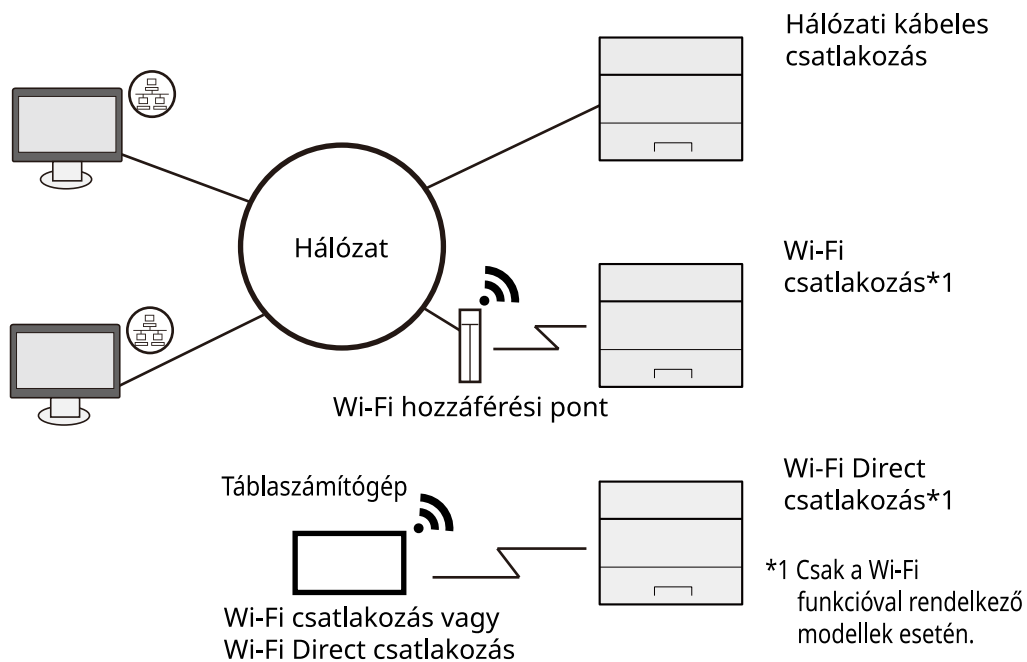 Hálózati kábeles
csatlakozás
Hálózat
Wi-Fi
csatlakozás*1
Wi-Fi hozzáférési pont
Wi-Fi Direct
csatlakozás*1
Táblaszámítógép
*1 Csak a Wi-Fi
funkcióval rendelkező
modellek esetén.
Wi-Fi csatlakozás vagy
Wi-Fi Direct csatlakozás